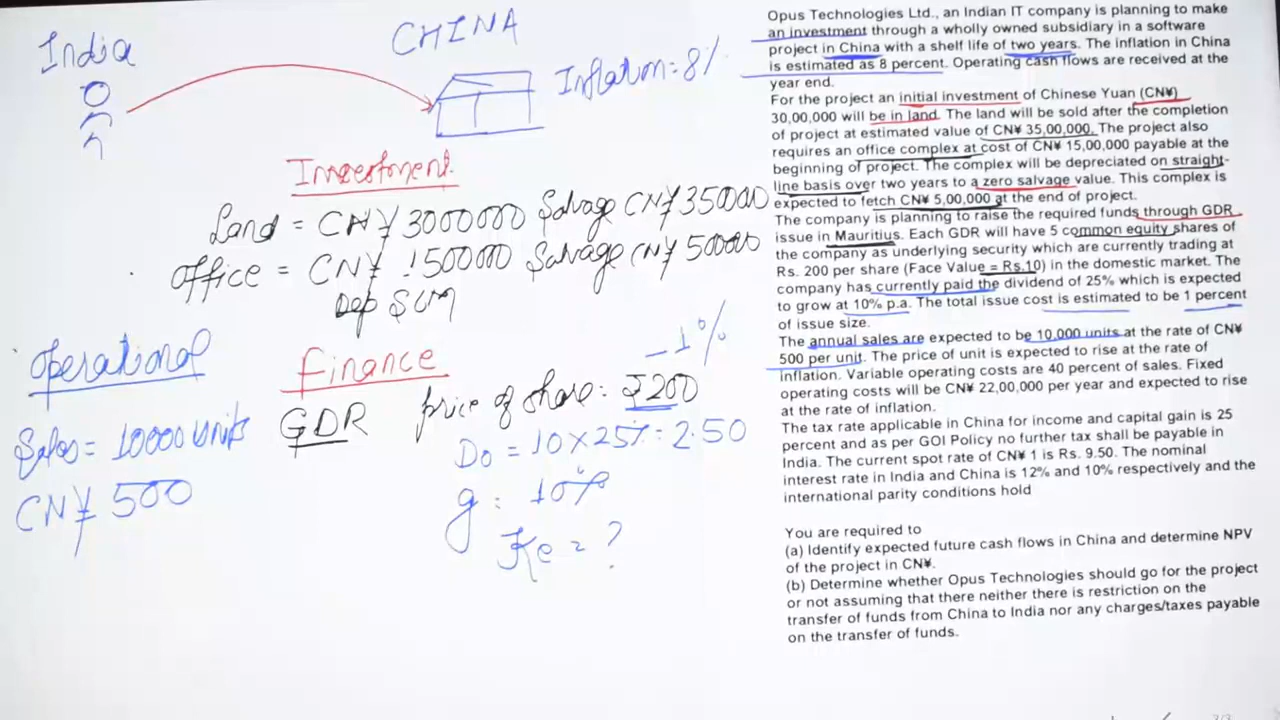 India
CHINA
Inflation = 8%
Investment
Land = CN¥ 3000000 Salvage CN¥ 3500000
Office = CN¥ 1500000 Salvage CN¥ 500000
Dep SLM
Operational
Sales = 10000 Units
CN¥ 500
Finance
-1%
GDR price of share: ₹200
Do = 10 x 25% = 2.50
g = 10%
Ke = ?
Opus Technologies Ltd., an Indian IT company is planning to make
an investment through a wholly owned subsidiary in a software
project in China with a shelf life of two years. The inflation in China
is estimated as 8 percent. Operating cash flows are received at the
year end.
For the project an initial investment of Chinese Yuan (CN¥)
30,00,000 will be in land. The land will be sold after the completion
of project at estimated value of CN¥ 35,00,000. The project also
requires an office complex at cost of CN¥ 15,00,000 payable at the
beginning of project. The complex will be depreciated on straight-
line basis over two years to a zero salvage value. This complex is
expected to fetch CN¥ 5,00,000 at the end of project.
The company is planning to raise the required funds through GDR
issue in Mauritius. Each GDR will have 5 common equity shares of
the company as underlying security which are currently trading at
Rs. 200 per share (Face Value = Rs.10) in the domestic market. The
company has currently paid the dividend of 25% which is expected
to grow at 10% p.a. The total issue cost is estimated to be 1 percent
of issue size.
The annual sales are expected to be 10,000 units at the rate of CN¥
500 per unit. The price of unit is expected to rise at the rate of
inflation. Variable operating costs are 40 percent of sales. Fixed
operating costs will be CN¥ 22,00,000 per year and expected to rise
at the rate of inflation.
The tax rate applicable in China for income and capital gain is 25
percent and as per GOI Policy no further tax shall be payable in
India. The current spot rate of CN¥ 1 is Rs. 9.50. The nominal
interest rate in India and China is 12% and 10% respectively and the
international parity conditions hold
You are required to
(a) Identify expected future cash flows in China and determine NPV
of the project in CN¥.
(b) Determine whether Opus Technologies should go for the project
or not assuming that there neither there is restriction on the
transfer of funds from China to India nor any charges/taxes payable
on the transfer of funds.